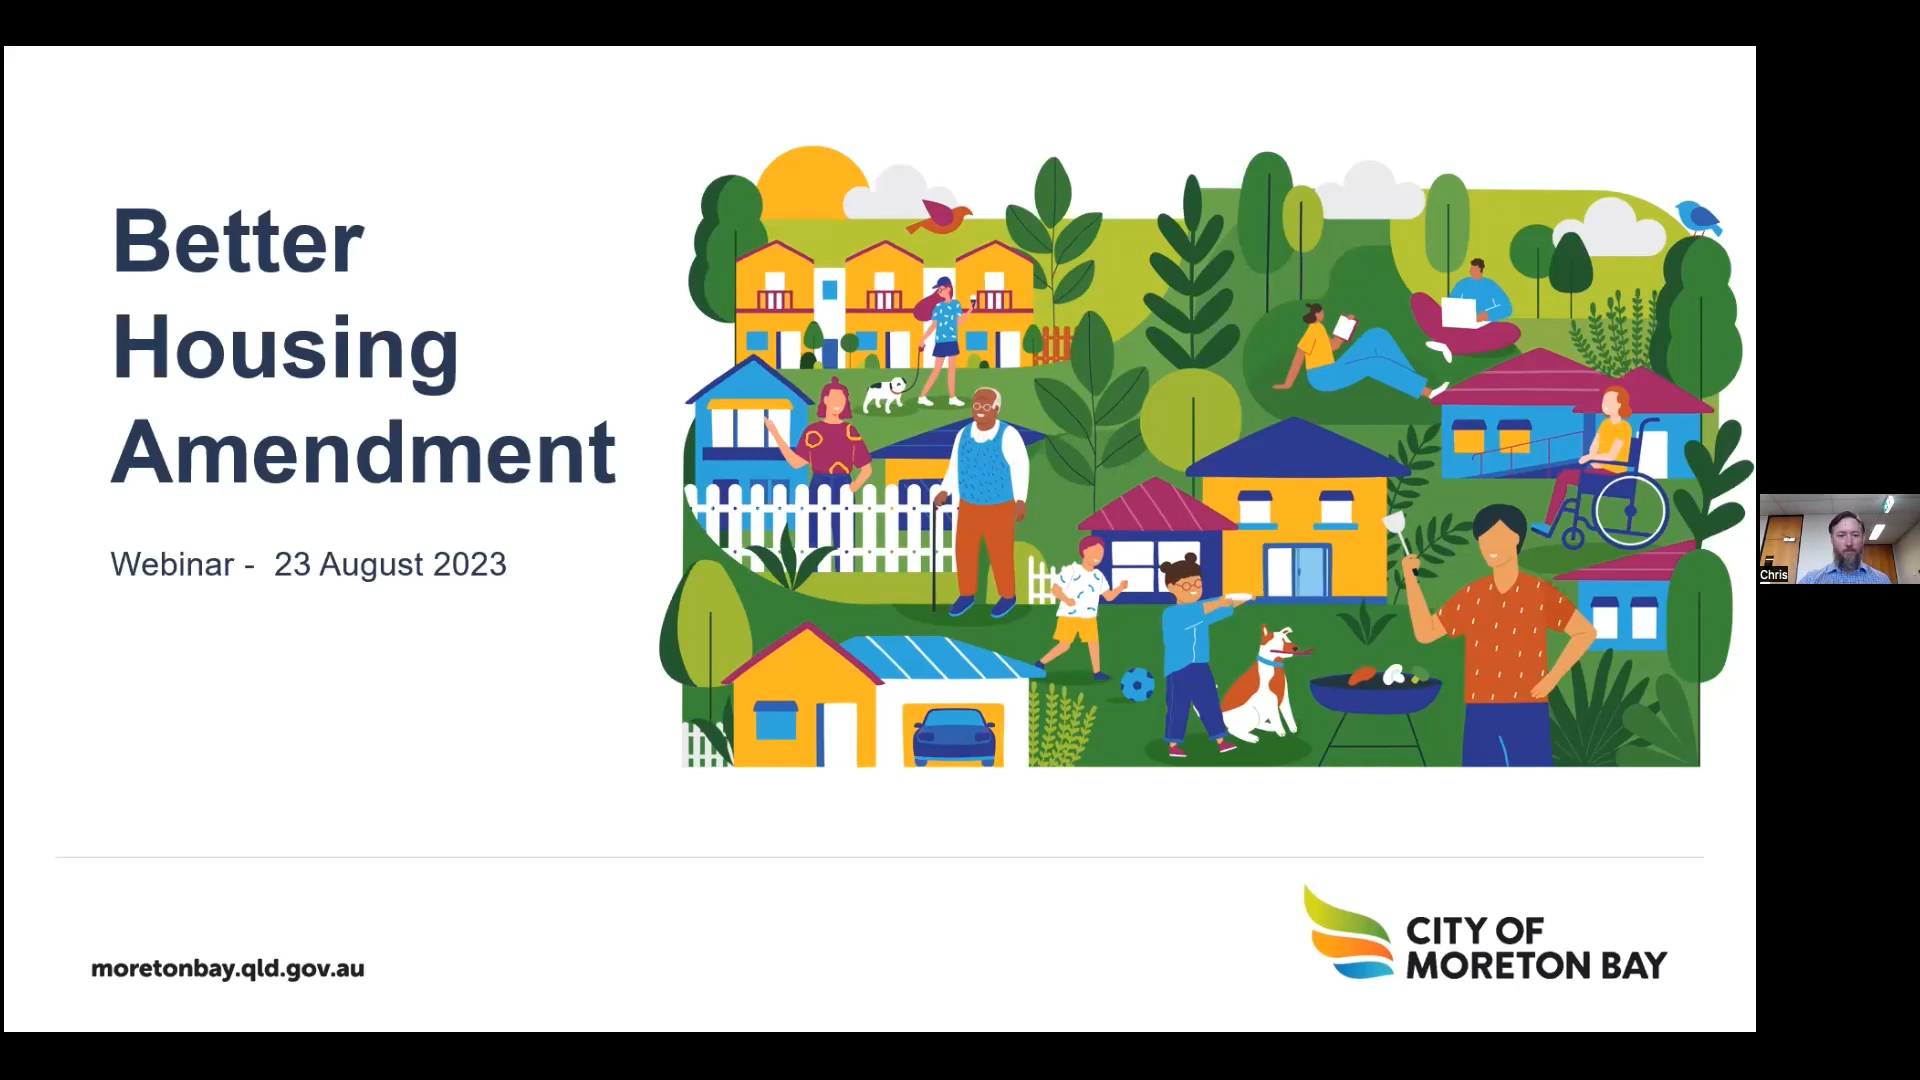 Better
Housing
Amendment
Webinar - 23 August 2023
Chris
moretonbay.qld.gov.au
CITY OF
MORETON BAY